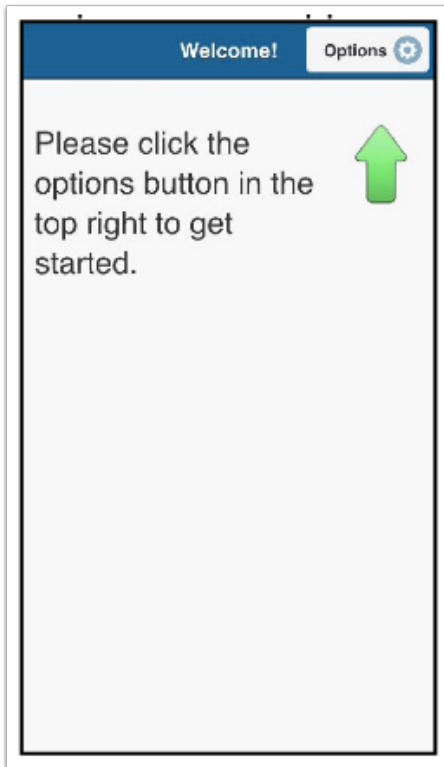 Welcome!
Options
Please click the
options button in the
top right to get
started.